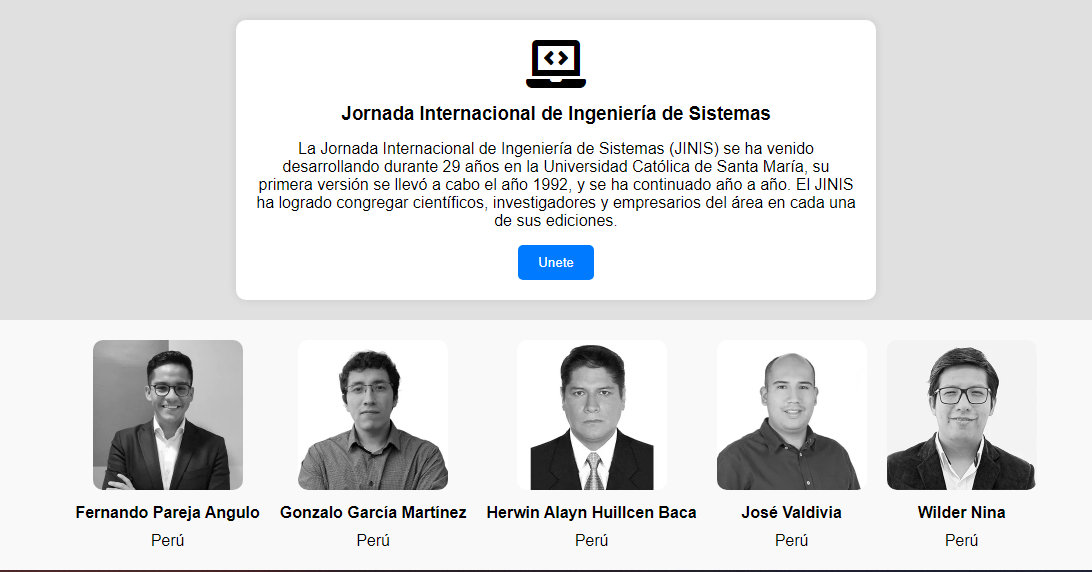 Jornada Internacional de Ingeniería de Sistemas
La Jornada Internacional de Ingeniería de Sistemas (JINIS) se ha venido
desarrollando durante 29 años en la Universidad Católica de Santa María, su
primera versión se llevó a cabo el año 1992, y se ha continuado año a año. El JINIS
ha logrado congregar científicos, investigadores y empresarios del área en cada una
de sus ediciones.
Unete
Fernando Pareja Angulo Gonzalo García Martínez Herwin Alayn Huillcen Baca José Valdivia Wilder Nina
Perú Perú Perú Perú Perú